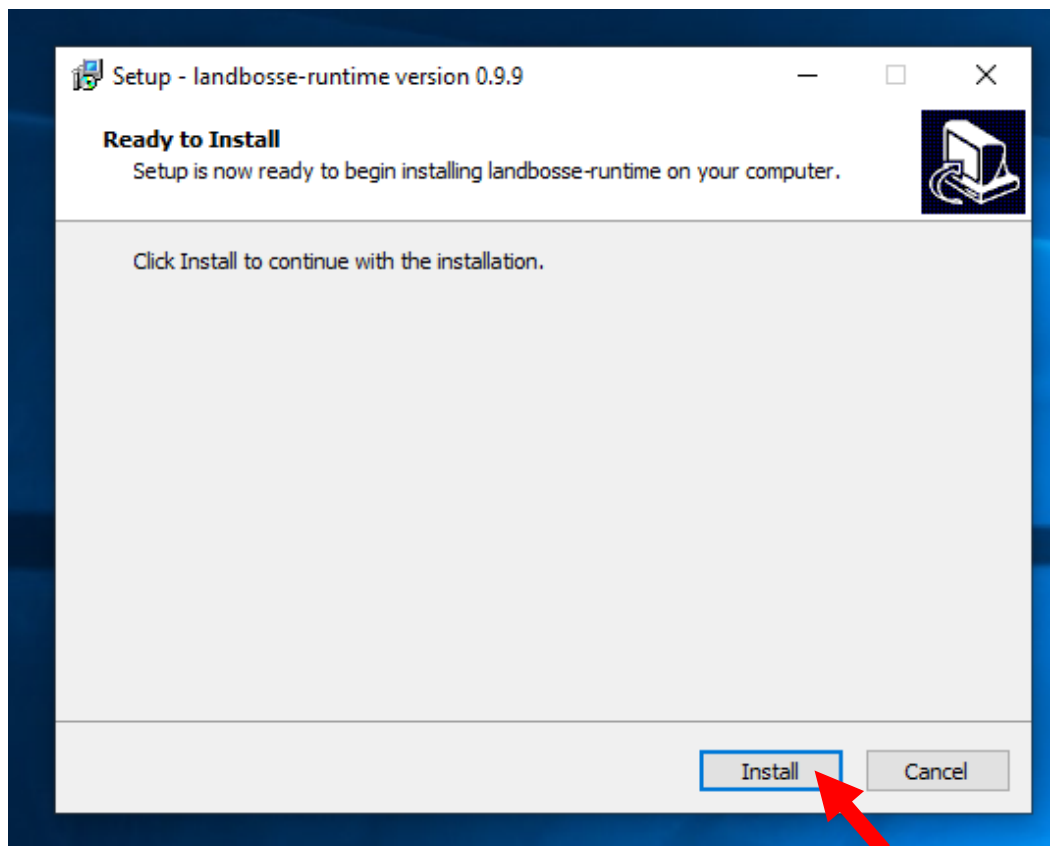 Setup - landbosse-runtime version 0.9.9
Ready to Install
Setup is now ready to begin installing landbosse-runtime on your computer.
Click Install to continue with the installation.
Install
Cancel